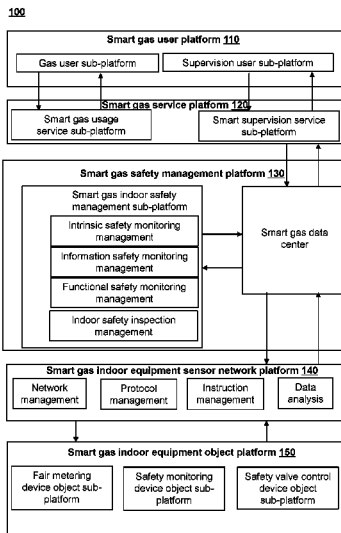 100
Smart gas user platform 110
Gas user sub-platform
Supervision user sub-platform
Smart gas service platform 120
Smart gas usage
service sub-platform
Smart supervision service
sub-platform
Smart gas safety management platform 130
Smart gas indoor safety
management sub-platform
Intrinsic safety monitoring
management
Information safety monitoring
management
Functional safety monitoring
management
Indoor safety inspection
management
Smart gas data
center
Smart gas indoor equipment sensor network platform 140
Network
management
Protocol
management
Instruction
management
Data
analysis
Smart gas indoor equipment object platform 150
Fair metering
device object sub-
platform
Safety monitoring
device object sub-
platform
Safety valve control
device object
sub-platform